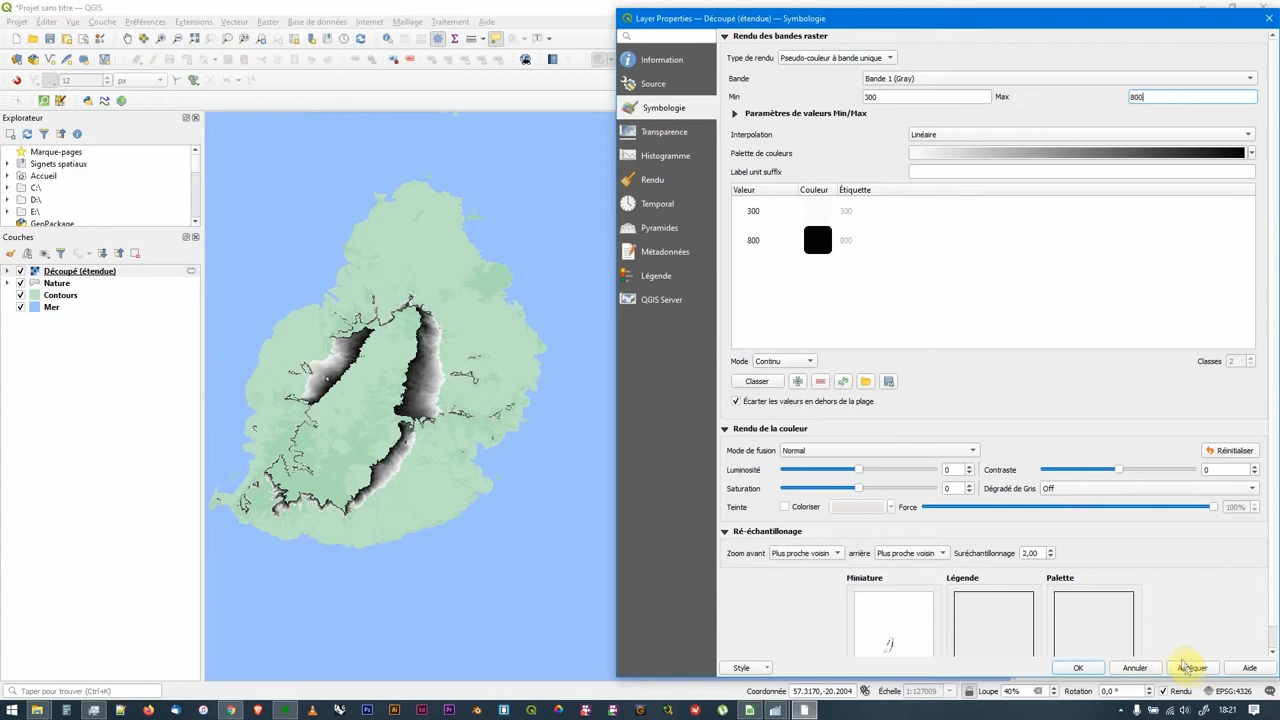 *Projet sans titre — QGIS
Layer Properties — Découpé (étendue) — Symbologie
Projet Éditer Vue Couche Préférences Extensions Vecteur Raster Base de données Internet Maillage Traitement Aide
12 px
Explorateur
Marque-pages
Signets spatiaux
Accueil
C:\
D:\
E:\
GeoPackage
Couches
Découpé (étendue)
Nature
Contours
Mer
Information
Source
Symbologie
Transparence
Histogramme
Rendu
Temporal
Pyramides
Métadonnées
Légende
QGIS Server
Rendu des bandes raster
Type de rendu Pseudo-couleur à bande unique
Bande Bande 1 (Gray)
Min 300 Max 800
Paramètres de valeurs Min/Max
Interpolation Linéaire
Palette de couleurs
Label unit suffix
Valeur Couleur Étiquette
300 300
800 800
Mode Continu Classes 2
Classer
Écarter les valeurs en dehors de la plage
Rendu de la couleur
Mode de fusion Normal Réinitialiser
Luminosité 0 Contraste 0
Saturation 0 Dégradé de Gris Off
Teinte Coloriser Force 100%
Ré-échantillonage
Zoom avant Plus proche voisin arrière Plus proche voisin Suréchantillonage 2,00
Miniature Légende Palette
Style OK Annuler Appliquer Aide
Taper pour trouver (Ctrl+K) Coordonnée 57.3170,-20.2004 Échelle 1:127009 Loupe 40% Rotation 0,0 ° Rendu EPSG:4326
18:21